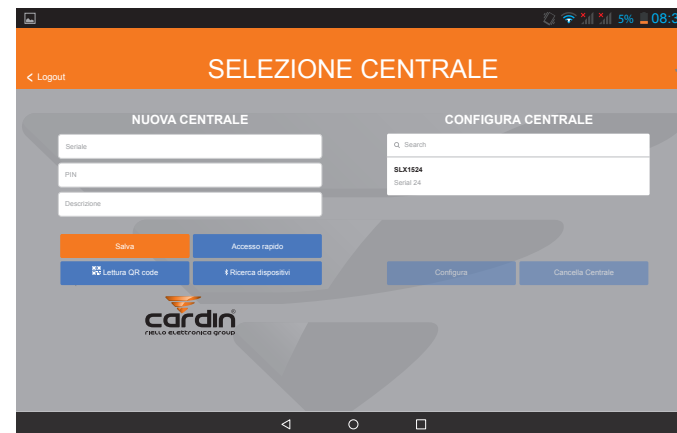 5% 08:3
Logout
SELEZIONE CENTRALE
NUOVA CENTRALE
Seriale
PIN
Descrizione
Salva
Accesso rapido
Lettura QR code
Ricerca dispositivi
cardin
riello elettronica group
CONFIGURA CENTRALE
Search
SLX1524
Serial 24
Configura
Cancella Centrale